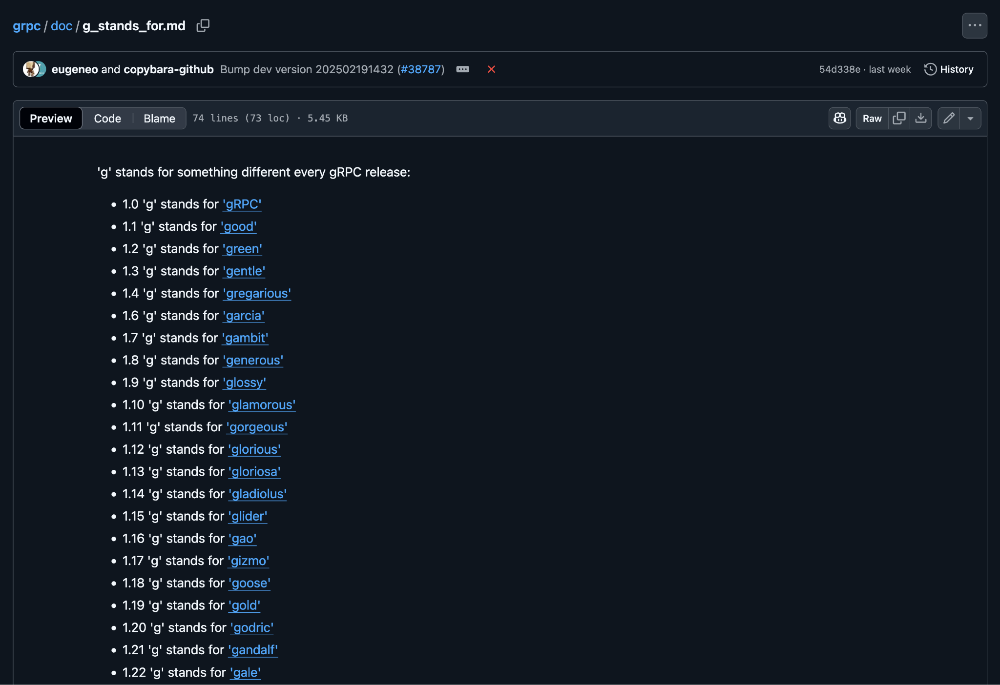 grpc / doc / g_stands_for.md
eugeneo and copybara-github Bump dev version 202502191432 (#38787) 54d338e · last week History
Preview Code Blame 74 lines (73 loc) · 5.45 KB Raw
'g' stands for something different every gRPC release:
• 1.0 'g' stands for 'gRPC'
• 1.1 'g' stands for 'good'
• 1.2 'g' stands for 'green'
• 1.3 'g' stands for 'gentle'
• 1.4 'g' stands for 'gregarious'
• 1.6 'g' stands for 'garcia'
• 1.7 'g' stands for 'gambit'
• 1.8 'g' stands for 'generous'
• 1.9 'g' stands for 'glossy'
• 1.10 'g' stands for 'glamorous'
• 1.11 'g' stands for 'gorgeous'
• 1.12 'g' stands for 'glorious'
• 1.13 'g' stands for 'gloriosa'
• 1.14 'g' stands for 'gladiolus'
• 1.15 'g' stands for 'glider'
• 1.16 'g' stands for 'gao'
• 1.17 'g' stands for 'gizmo'
• 1.18 'g' stands for 'goose'
• 1.19 'g' stands for 'gold'
• 1.20 'g' stands for 'godric'
• 1.21 'g' stands for 'gandalf'
• 1.22 'g' stands for 'gale'